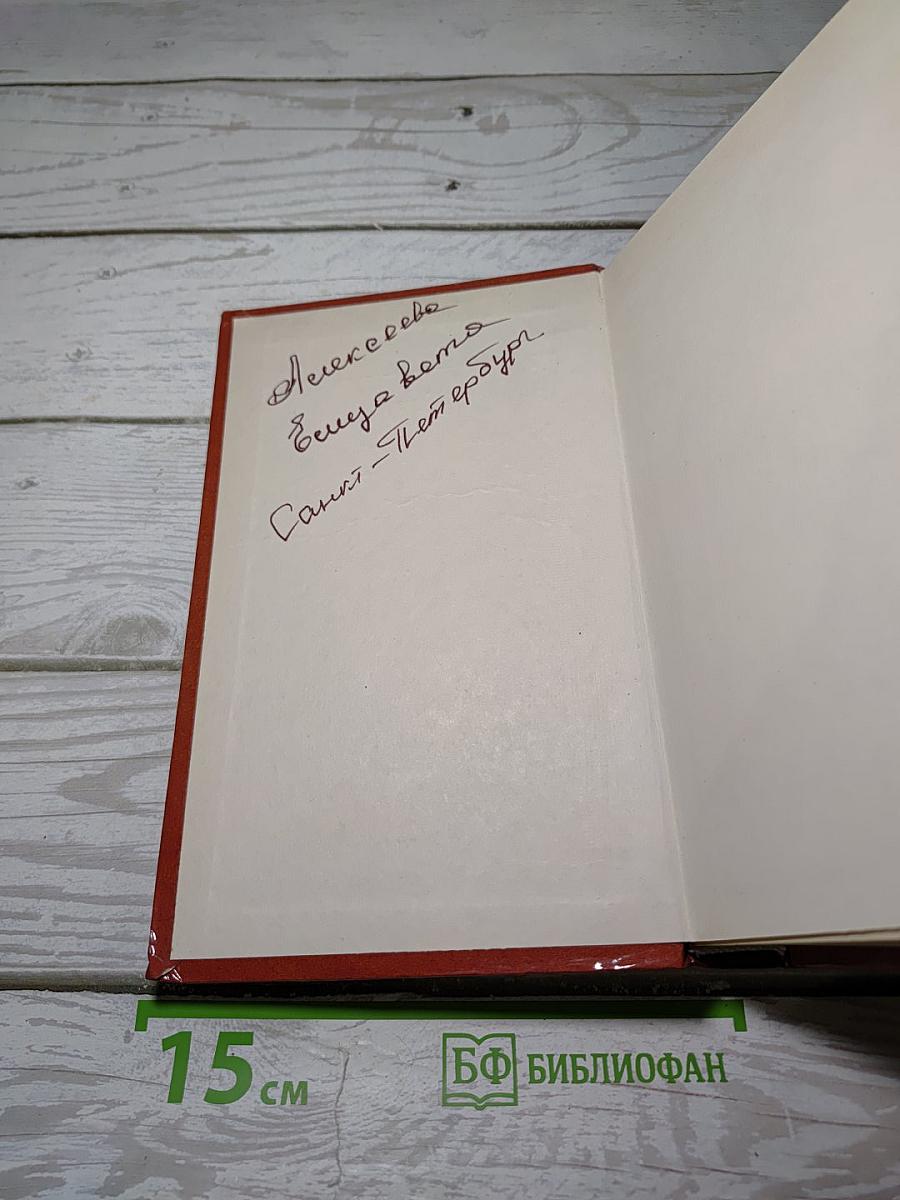 Алексеева
Елизавета
Санкт-Петербург
15 см
БФ БИБЛИОФАН